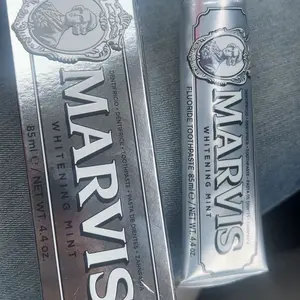 MARVIS
WHITENING MINT
85ml e / NET WT. 4.4 oz.
MARVIS
WHITENING MINT
FLUORIDE TOOTHPASTE 85ml e / NET WT. 4.4 oz.